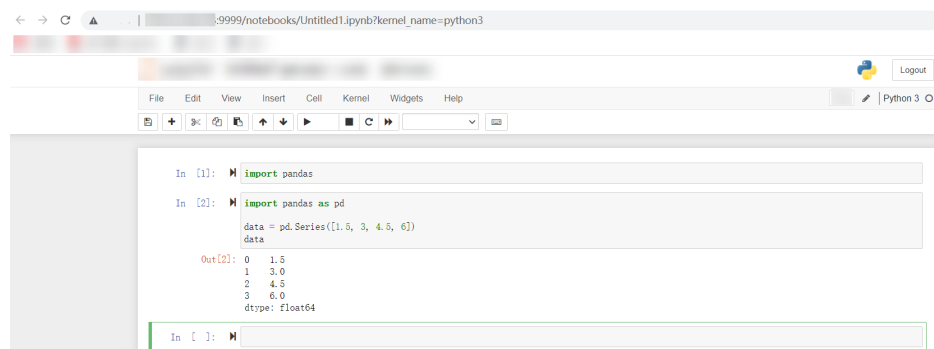 :9999/notebooks/Untitled1.ipynb?kernel_name=python3
Logout
File Edit View Insert Cell Kernel Widgets Help
Python 3
In [1]: import pandas
In [2]: import pandas as pd
data = pd.Series([1.5, 3, 4.5, 6])
data
Out[2]: 0 1.5
1 3.0
2 4.5
3 6.0
dtype: float64
In [ ]: